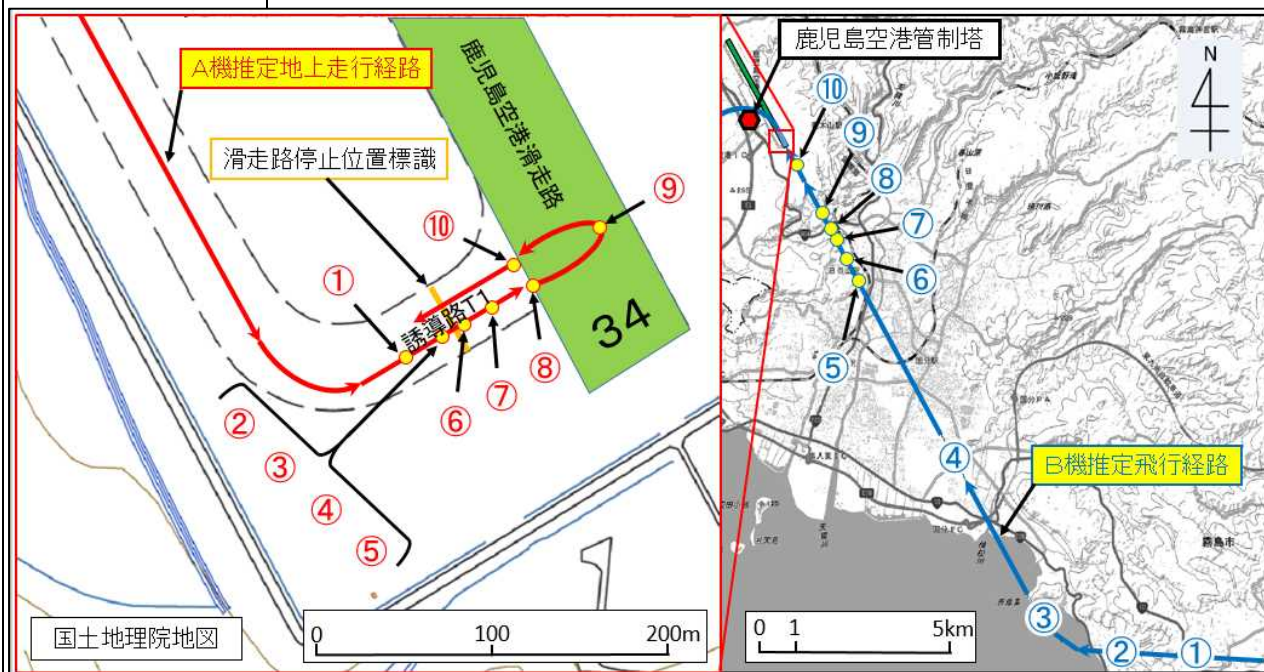 A機推定地上走行経路
滑走路停止位置標識
鹿児島空港滑走路
34
誘導路T1
①
②
③
④
⑤
⑥
⑦
⑧
⑨
⑩
国土地理院地図
0 100 200m
鹿児島空港管制塔
N
⑩
⑨
⑧
⑦
⑥
⑤
④
B機推定飛行経路
霧島市
③
②
①
0 1 5km